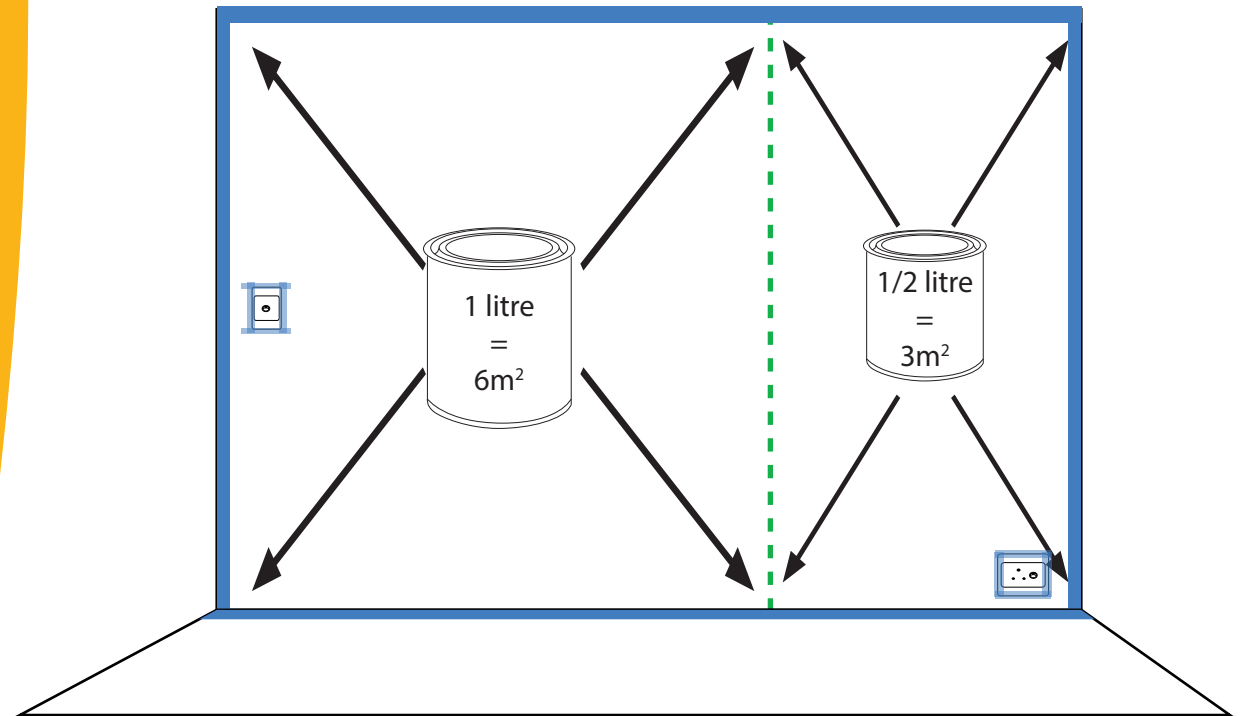 1 litre
=
6m²
1/2 litre
=
3m²